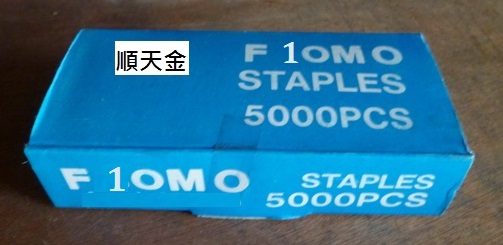 順天金
F 1OMO
STAPLES
5000PCS
F 1OMO
STAPLES
5000PCS